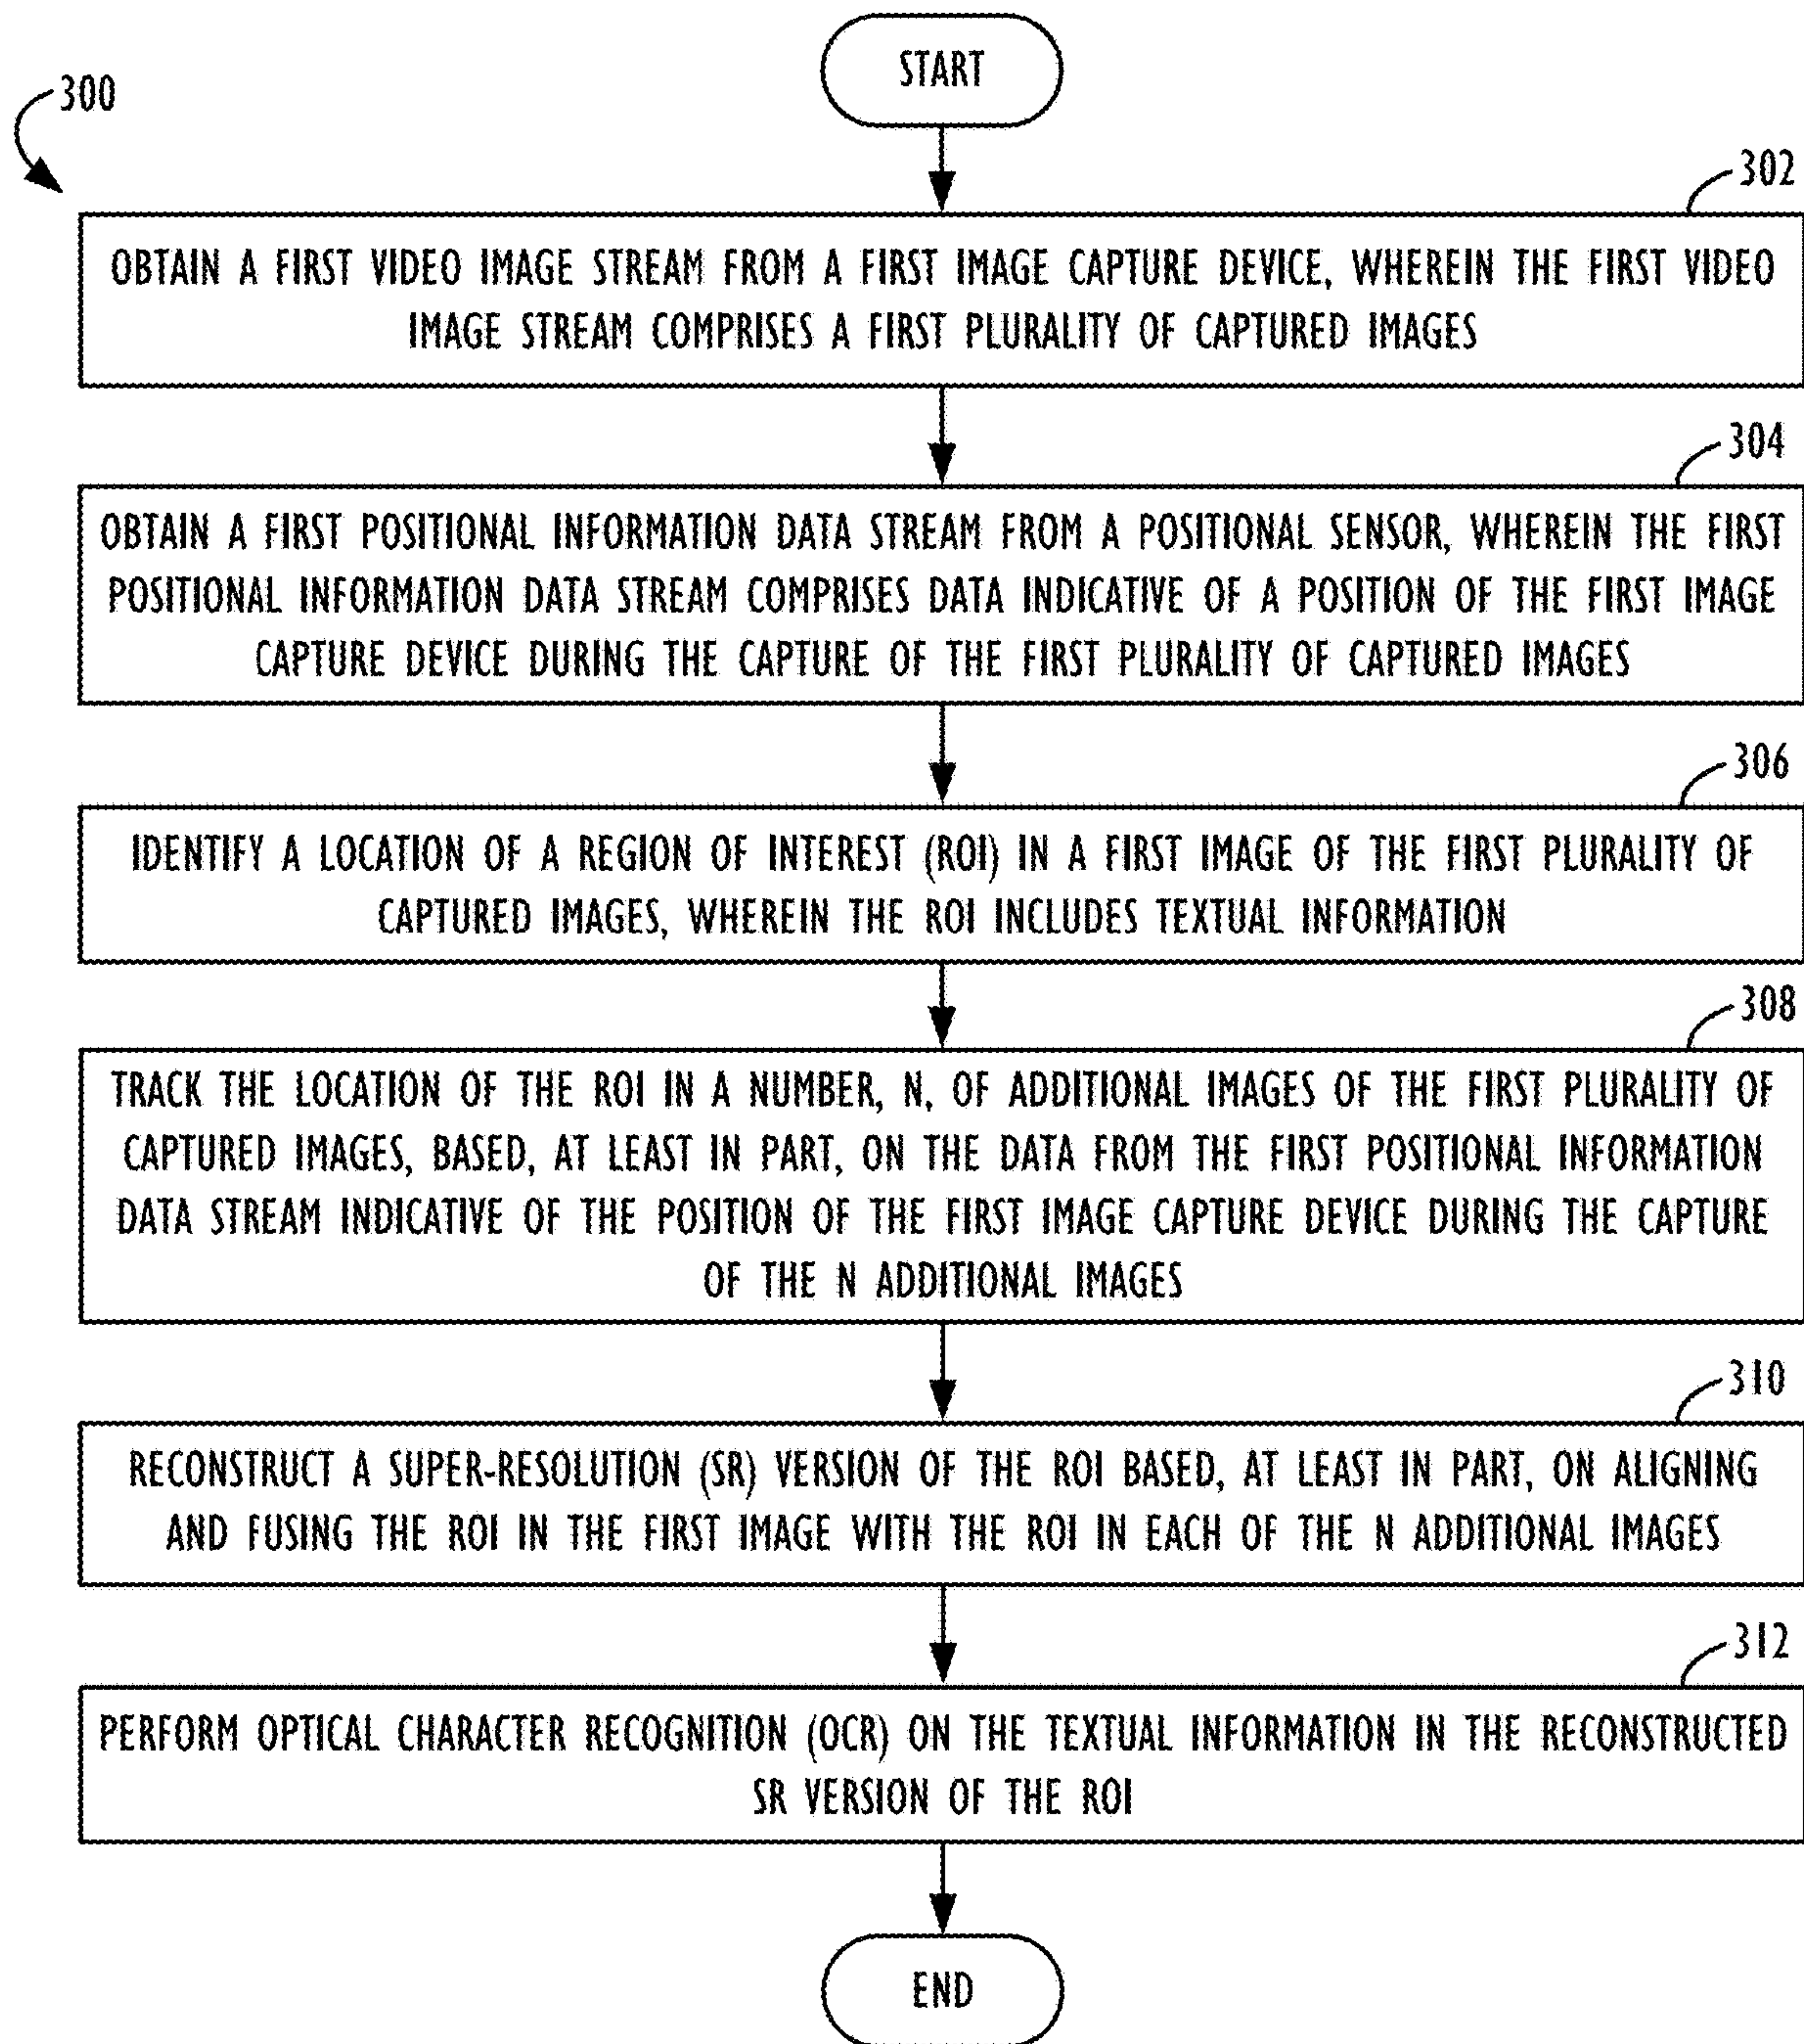 START
300
302
OBTAIN A FIRST VIDEO IMAGE STREAM FROM A FIRST IMAGE CAPTURE DEVICE, WHEREIN THE FIRST VIDEO
IMAGE STREAM COMPRISES A FIRST PLURALITY OF CAPTURED IMAGES
304
OBTAIN A FIRST POSITIONAL INFORMATION DATA STREAM FROM A POSITIONAL SENSOR, WHEREIN THE FIRST
POSITIONAL INFORMATION DATA STREAM COMPRISES DATA INDICATIVE OF A POSITION OF THE FIRST IMAGE
CAPTURE DEVICE DURING THE CAPTURE OF THE FIRST PLURALITY OF CAPTURED IMAGES
306
IDENTIFY A LOCATION OF A REGION OF INTEREST (ROI) IN A FIRST IMAGE OF THE FIRST PLURALITY OF
CAPTURED IMAGES, WHEREIN THE ROI INCLUDES TEXTUAL INFORMATION
308
TRACK THE LOCATION OF THE ROI IN A NUMBER, N, OF ADDITIONAL IMAGES OF THE FIRST PLURALITY OF
CAPTURED IMAGES, BASED, AT LEAST IN PART, ON THE DATA FROM THE FIRST POSITIONAL INFORMATION
DATA STREAM INDICATIVE OF THE POSITION OF THE FIRST IMAGE CAPTURE DEVICE DURING THE CAPTURE
OF THE N ADDITIONAL IMAGES
310
RECONSTRUCT A SUPER-RESOLUTION (SR) VERSION OF THE ROI BASED, AT LEAST IN PART, ON ALIGNING
AND FUSING THE ROI IN THE FIRST IMAGE WITH THE ROI IN EACH OF THE N ADDITIONAL IMAGES
312
PERFORM OPTICAL CHARACTER RECOGNITION (OCR) ON THE TEXTUAL INFORMATION IN THE RECONSTRUCTED
SR VERSION OF THE ROI
END